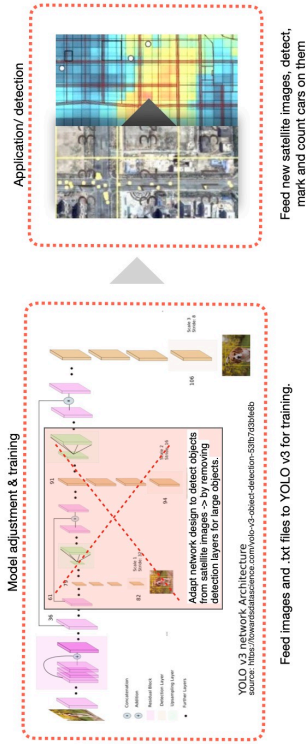 Model adjustment & training
36
61
91
82
94
106
Scale 1
Stride: 32
Scale 2
Stride: 16
Scale 3
Stride: 8
Concatenation
Addition
Residual Block
Detection Layer
Upsampling Layer
Further Layers
Adapt network design to detect objects
from satellite images -> by removing
detection layers for large objects.
YOLO v3 network Architecture
source: https://towardsdatascience.com/yolo-v3-object-detection-53fb7d3bfe6b
Feed images and .txt files to YOLO v3 for training.
Application/ detection
Feed new satellite images, detect,
mark and count cars on them